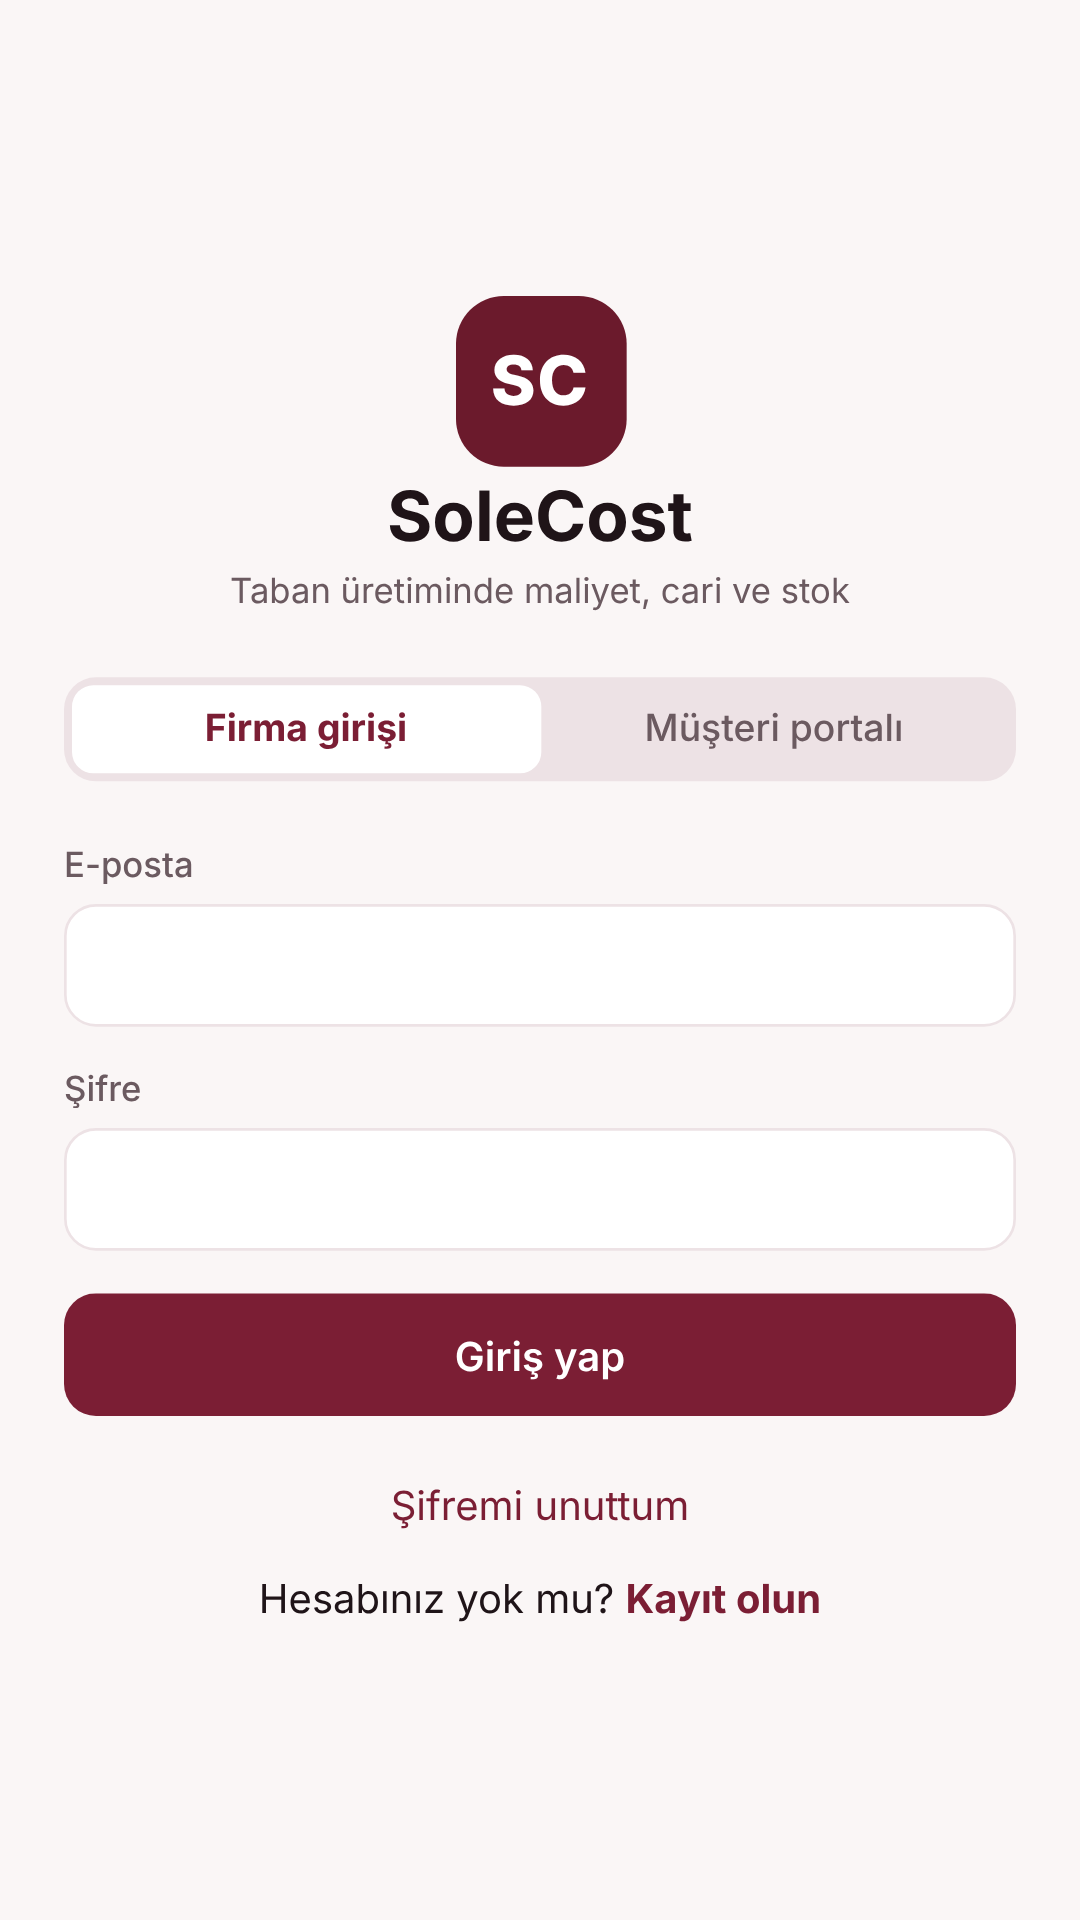 SC
SoleCost
Taban üretiminde maliyet, cari ve stok
Firma girişi
Müşteri portalı
E-posta
Şifre
Giriş yap
Şifremi unuttum
Hesabınız yok mu? Kayıt olun